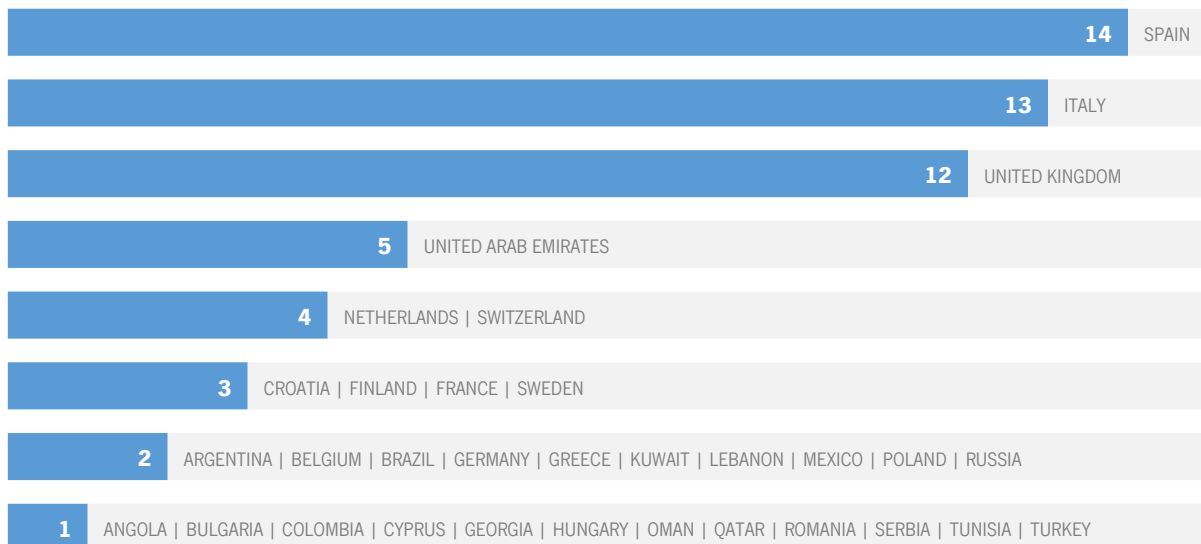 14 SPAIN
13 ITALY
12 UNITED KINGDOM
5 UNITED ARAB EMIRATES
4 NETHERLANDS | SWITZERLAND
3 CROATIA | FINLAND | FRANCE | SWEDEN
2 ARGENTINA | BELGIUM | BRAZIL | GERMANY | GREECE | KUWAIT | LEBANON | MEXICO | POLAND | RUSSIA
1 ANGOLA | BULGARIA | COLOMBIA | CYPRUS | GEORGIA | HUNGARY | OMAN | QATAR | ROMANIA | SERBIA | TUNISIA | TURKEY